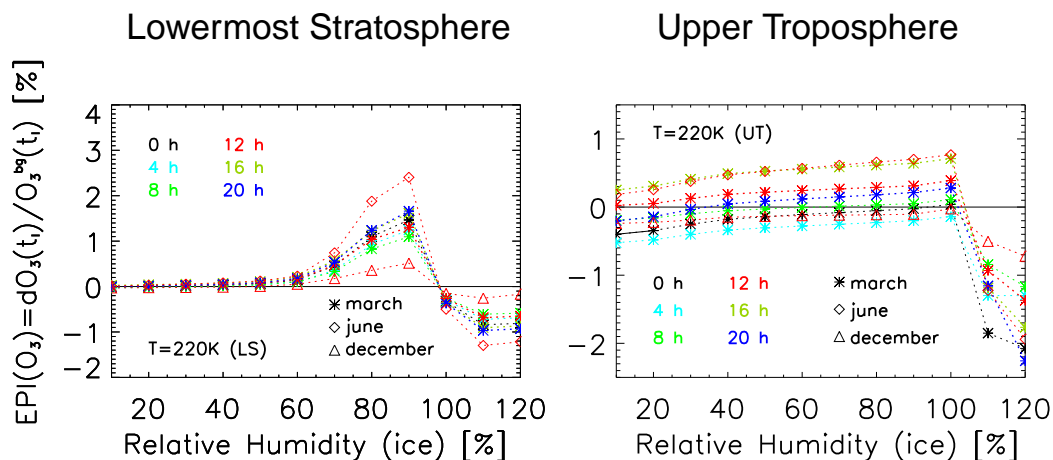 Lowermost Stratosphere
Upper Troposphere
EPI(O3)=dO3(t1)/O3bg(t1) [%]
4
3
2
1
0
-1
-2
0 h
12 h
4 h
16 h
8 h
20 h
march
june
december
T=220K (LS)
20 40 60 80 100 120
Relative Humidity (ice) [%]
1
0
-1
-2
T=220K (UT)
0 h
12 h
4 h
16 h
8 h
20 h
march
june
december
20 40 60 80 100 120
Relative Humidity (ice) [%]